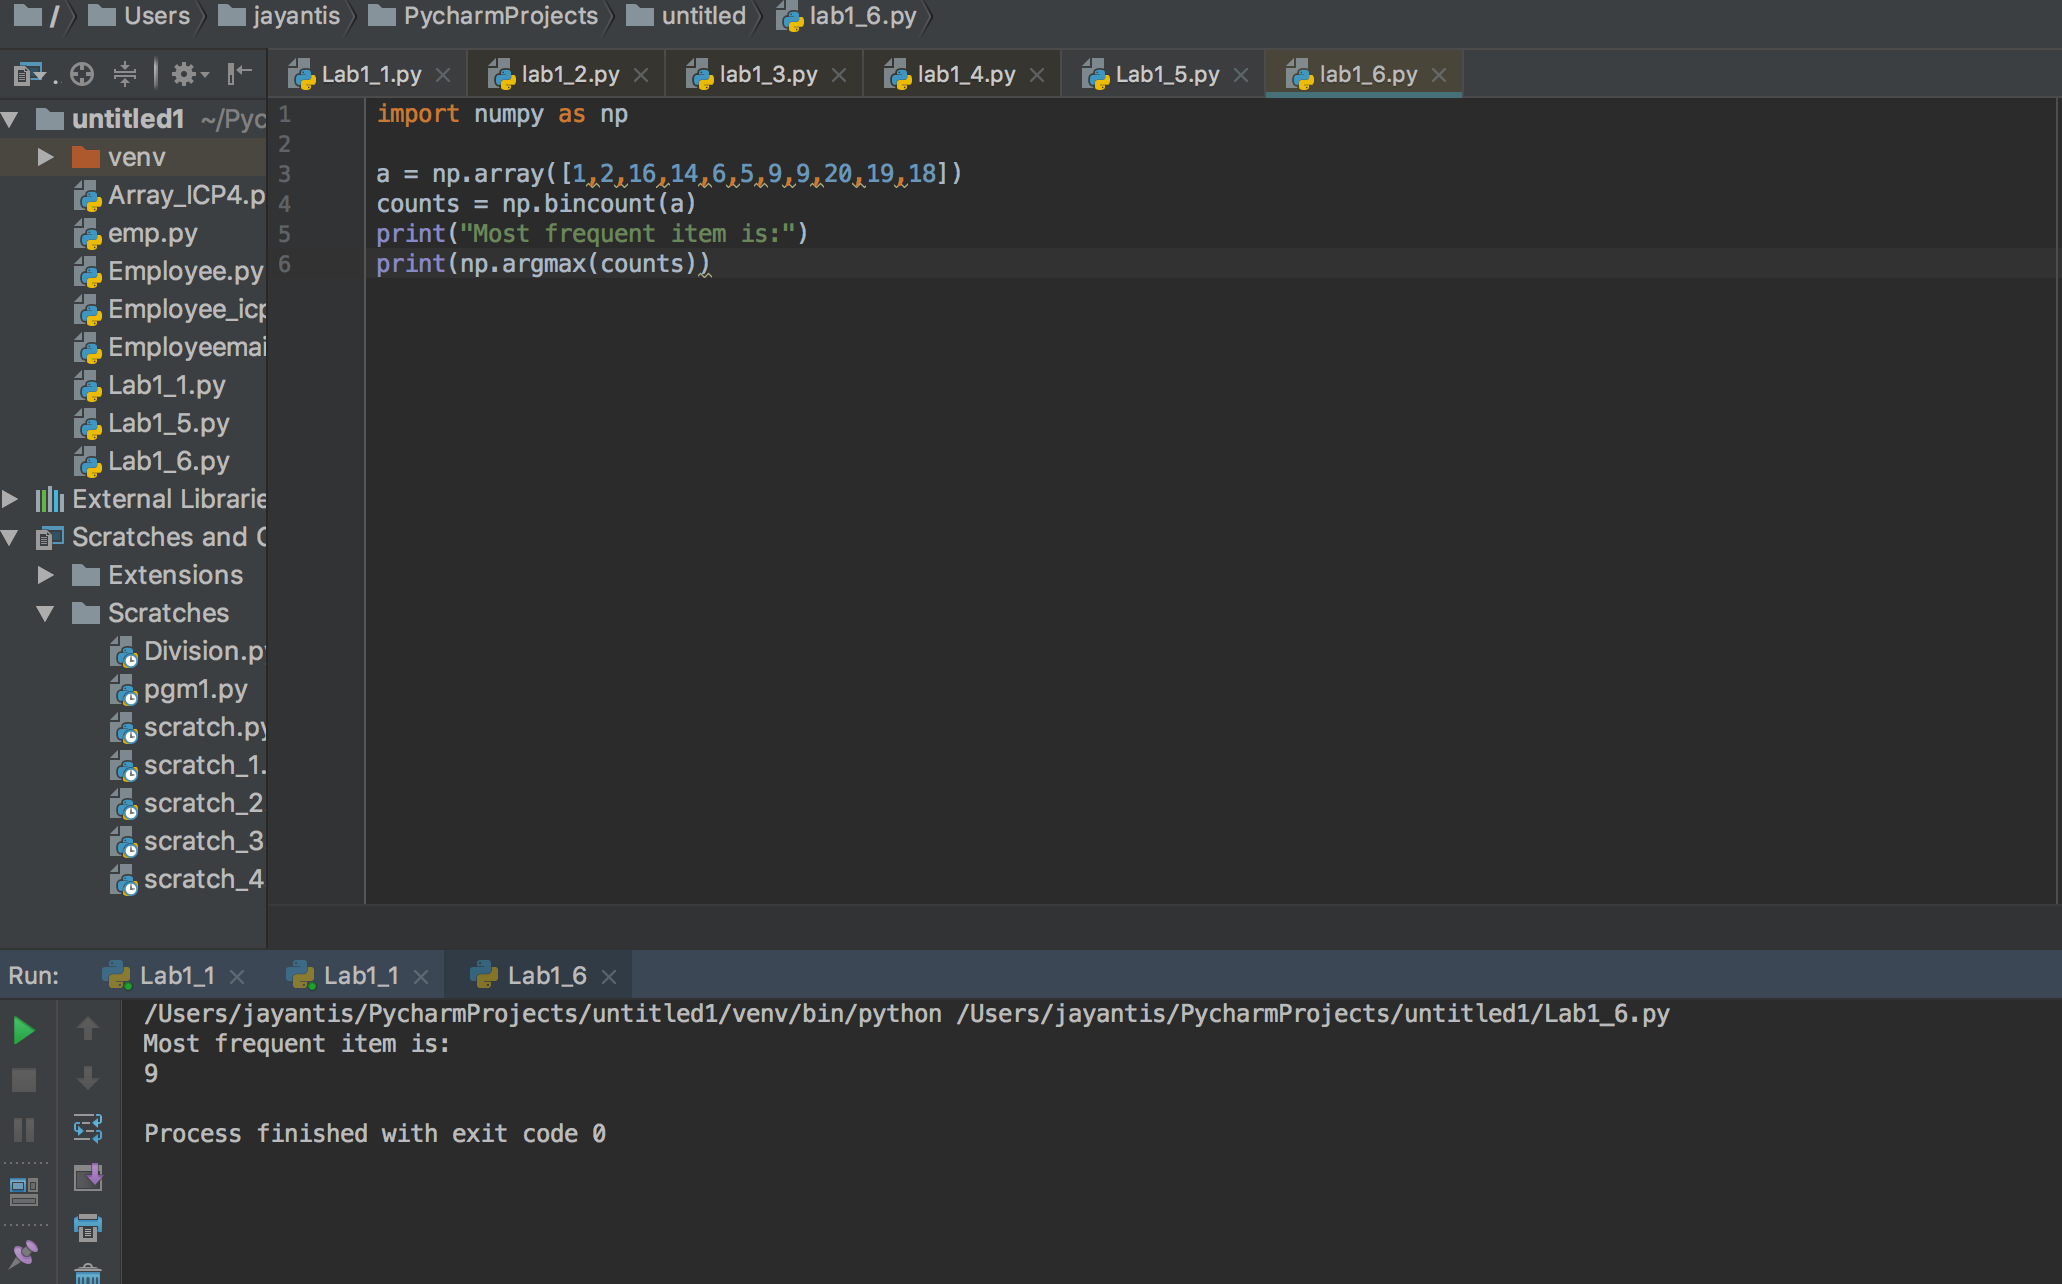 / Users jayantis PycharmProjects untitled lab1_6.py
Lab1_1.py lab1_2.py lab1_3.py lab1_4.py Lab1_5.py lab1_6.py
untitled1 ~/Pyc
venv
Array_ICP4.p
emp.py
Employee.py
Employee_icp
Employeemai
Lab1_1.py
Lab1_5.py
Lab1_6.py
External Librarie
Scratches and C
Extensions
Scratches
Division.py
pgm1.py
scratch.py
scratch_1.
scratch_2
scratch_3
scratch_4
1 import numpy as np
2
3 a = np.array([1,2,16,14,6,5,9,9,20,19,18])
4 counts = np.bincount(a)
5 print("Most frequent item is:")
6 print(np.argmax(counts))
Run: Lab1_1 Lab1_1 Lab1_6
/Users/jayantis/PycharmProjects/untitled1/venv/bin/python /Users/jayantis/PycharmProjects/untitled1/Lab1_6.py
Most frequent item is:
9
Process finished with exit code 0